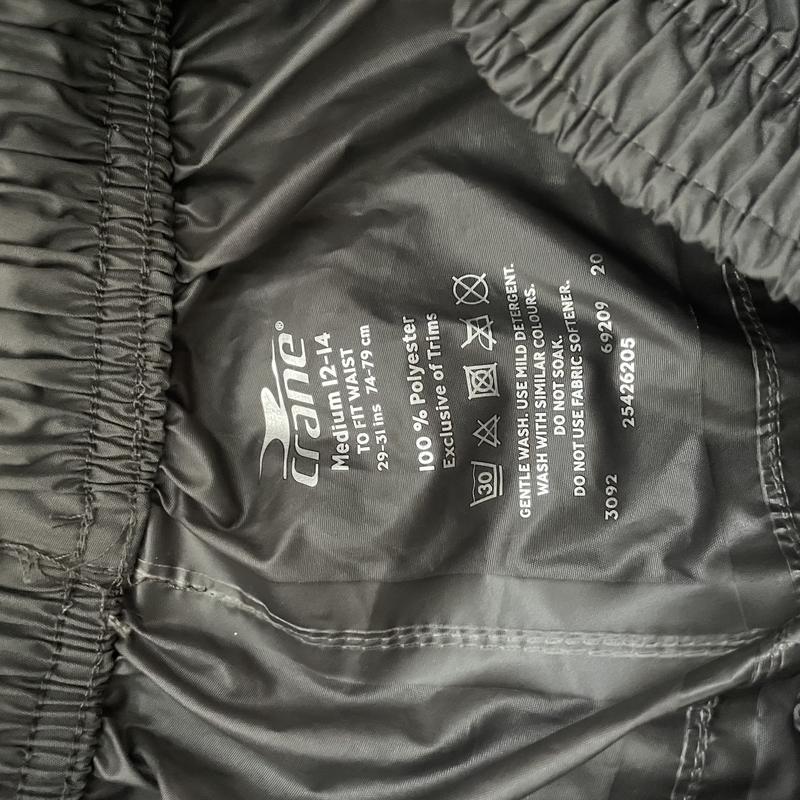 crane®
Medium 12-14
TO FIT WAIST
29-31 ins 74-79 cm
100 % Polyester
Exclusive of Trims
30
GENTLE WASH. USE MILD DETERGENT.
WASH WITH SIMILAR COLOURS.
DO NOT SOAK.
DO NOT USE FABRIC SOFTENER.
3092 69209 20
25426205